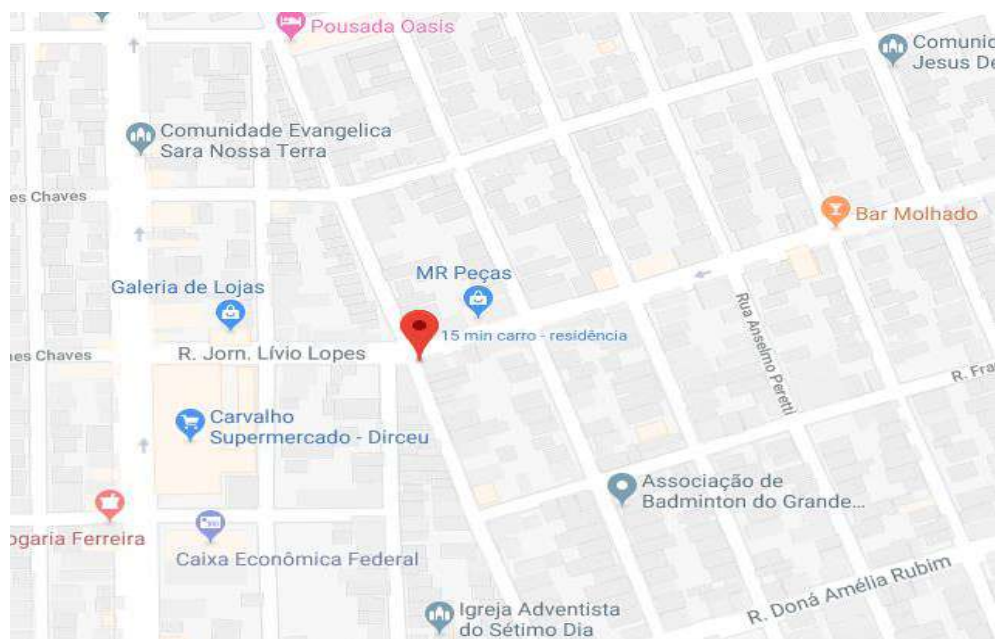 Pousada Oasis
Comunid
Jesus De
Comunidade Evangelica
Sara Nossa Terra
es Chaves
Bar Molhado
MR Peças
Galeria de Lojas
15 min carro - residência
nes Chaves
R. Jorn. Lívio Lopes
Rua Anselmo Peretti
R. Fra
Carvalho
Supermercado - Dirceu
Associação de
Badminton do Grande...
ogaria Ferreira
Caixa Econômica Federal
R. Doná Amélia Rubim
Igreja Adventista
do Sétimo Dia